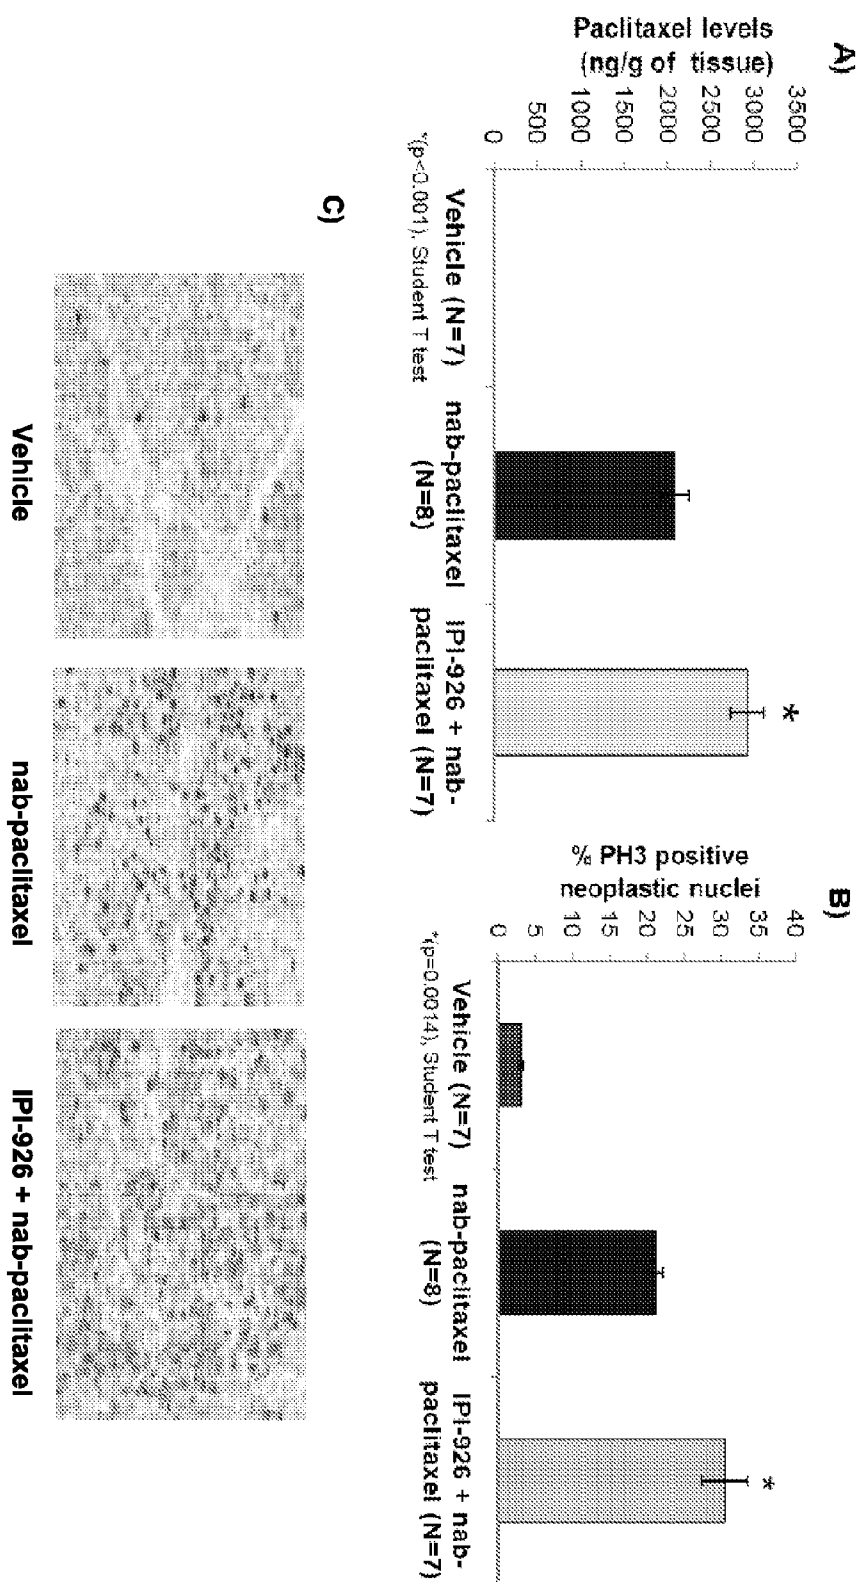 A)
Paclitaxel levels
(ng/g of tissue)
3500
3000
2500
2000
1500
1000
500
0
Vehicle (N=7)
nab-paclitaxel
(N=8)
IPI-926 + nab-
paclitaxel (N=7)
*
*(p<0.001), Student T test
B)
% PH3 positive
neoplastic nuclei
40
35
30
25
20
15
10
5
0
Vehicle (N=7)
nab-paclitaxel
(N=8)
IPI-926 + nab-
paclitaxel (N=7)
*
*(p=0.0014), Student T test
C)
Vehicle
nab-paclitaxel
IPI-926 + nab-paclitaxel